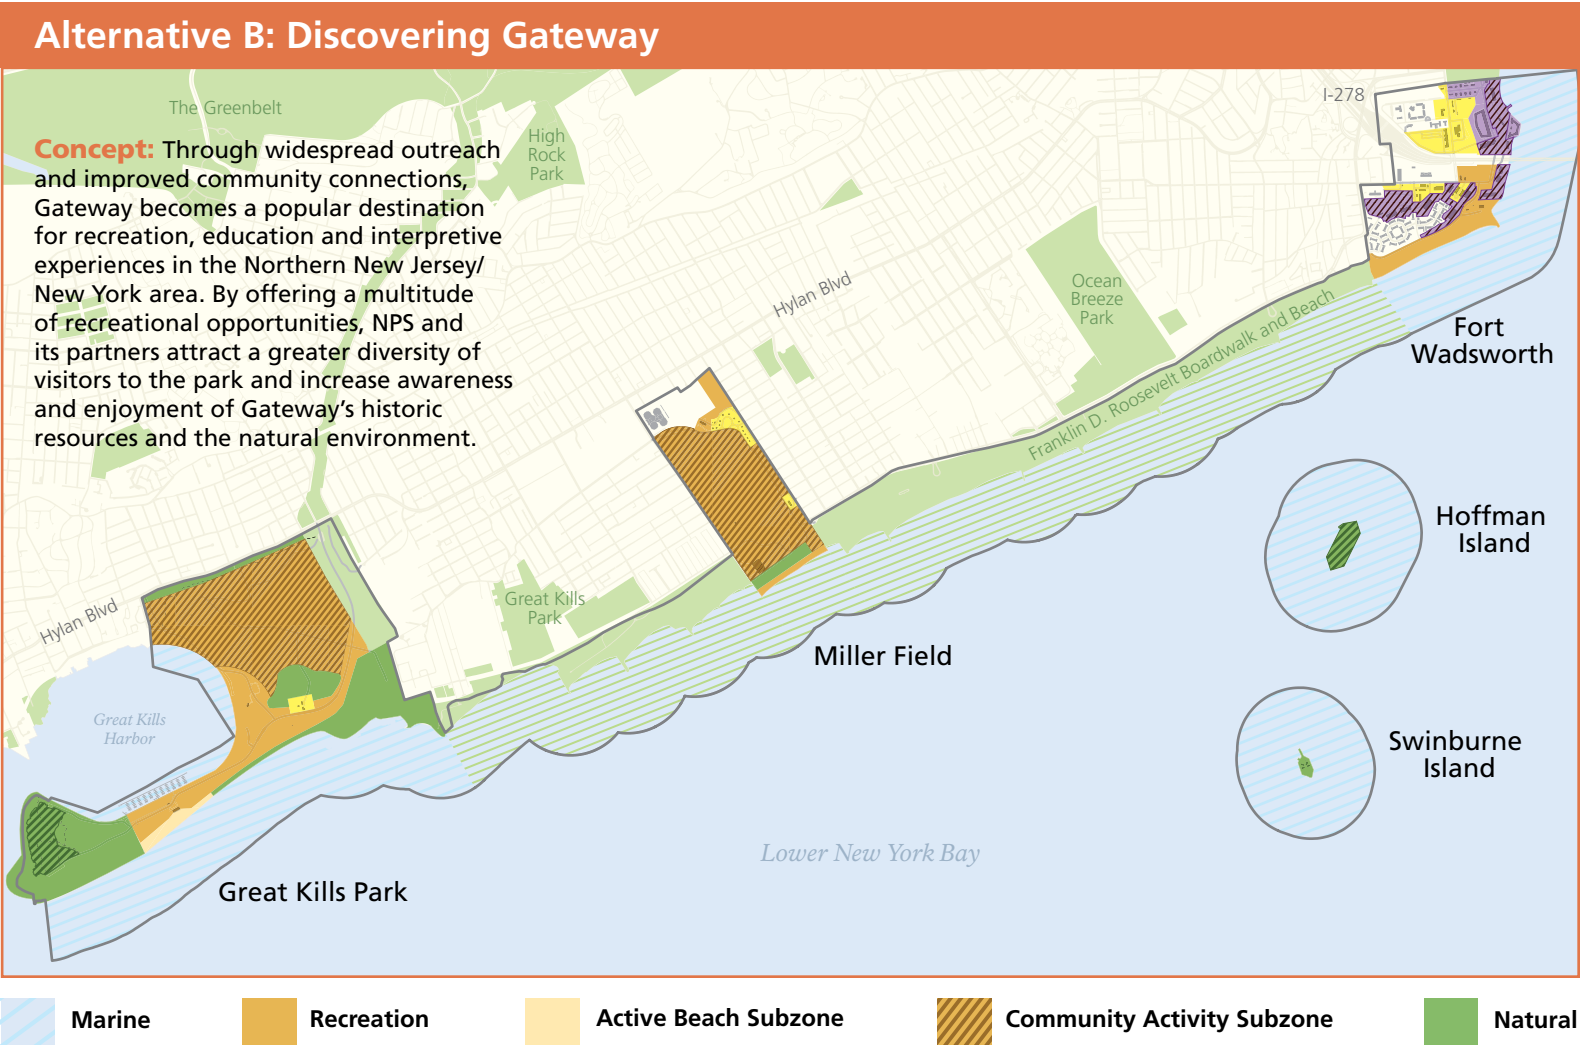 Alternative B: Discovering Gateway
The Greenbelt
High
Rock
Park
I-278
Concept: Through widespread outreach
and improved community connections,
Gateway becomes a popular destination
for recreation, education and interpretive
experiences in the Northern New Jersey/
New York area. By offering a multitude
of recreational opportunities, NPS and
its partners attract a greater diversity of
visitors to the park and increase awareness
and enjoyment of Gateway’s historic
resources and the natural environment.
Hylan Blvd
Ocean
Breeze
Park
Franklin D. Roosevelt Boardwalk and Beach
Fort
Wadsworth
Hoffman
Island
Hylan Blvd
Great Kills
Park
Miller Field
Great Kills
Harbor
Swinburne
Island
Lower New York Bay
Great Kills Park
Marine
Recreation
Active Beach Subzone
Community Activity Subzone
Natural